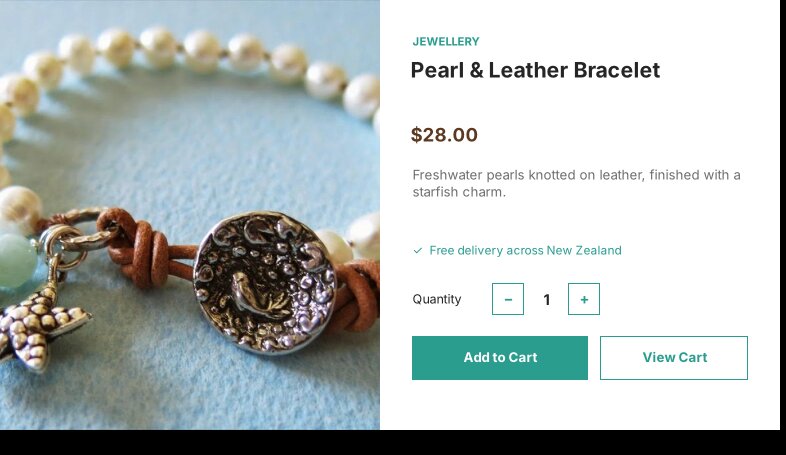 JEWELLERY
Pearl & Leather Bracelet
$28.00
Freshwater pearls knotted on leather, finished with a
starfish charm.
✓ Free delivery across New Zealand
Quantity − 1 +
Add to Cart View Cart